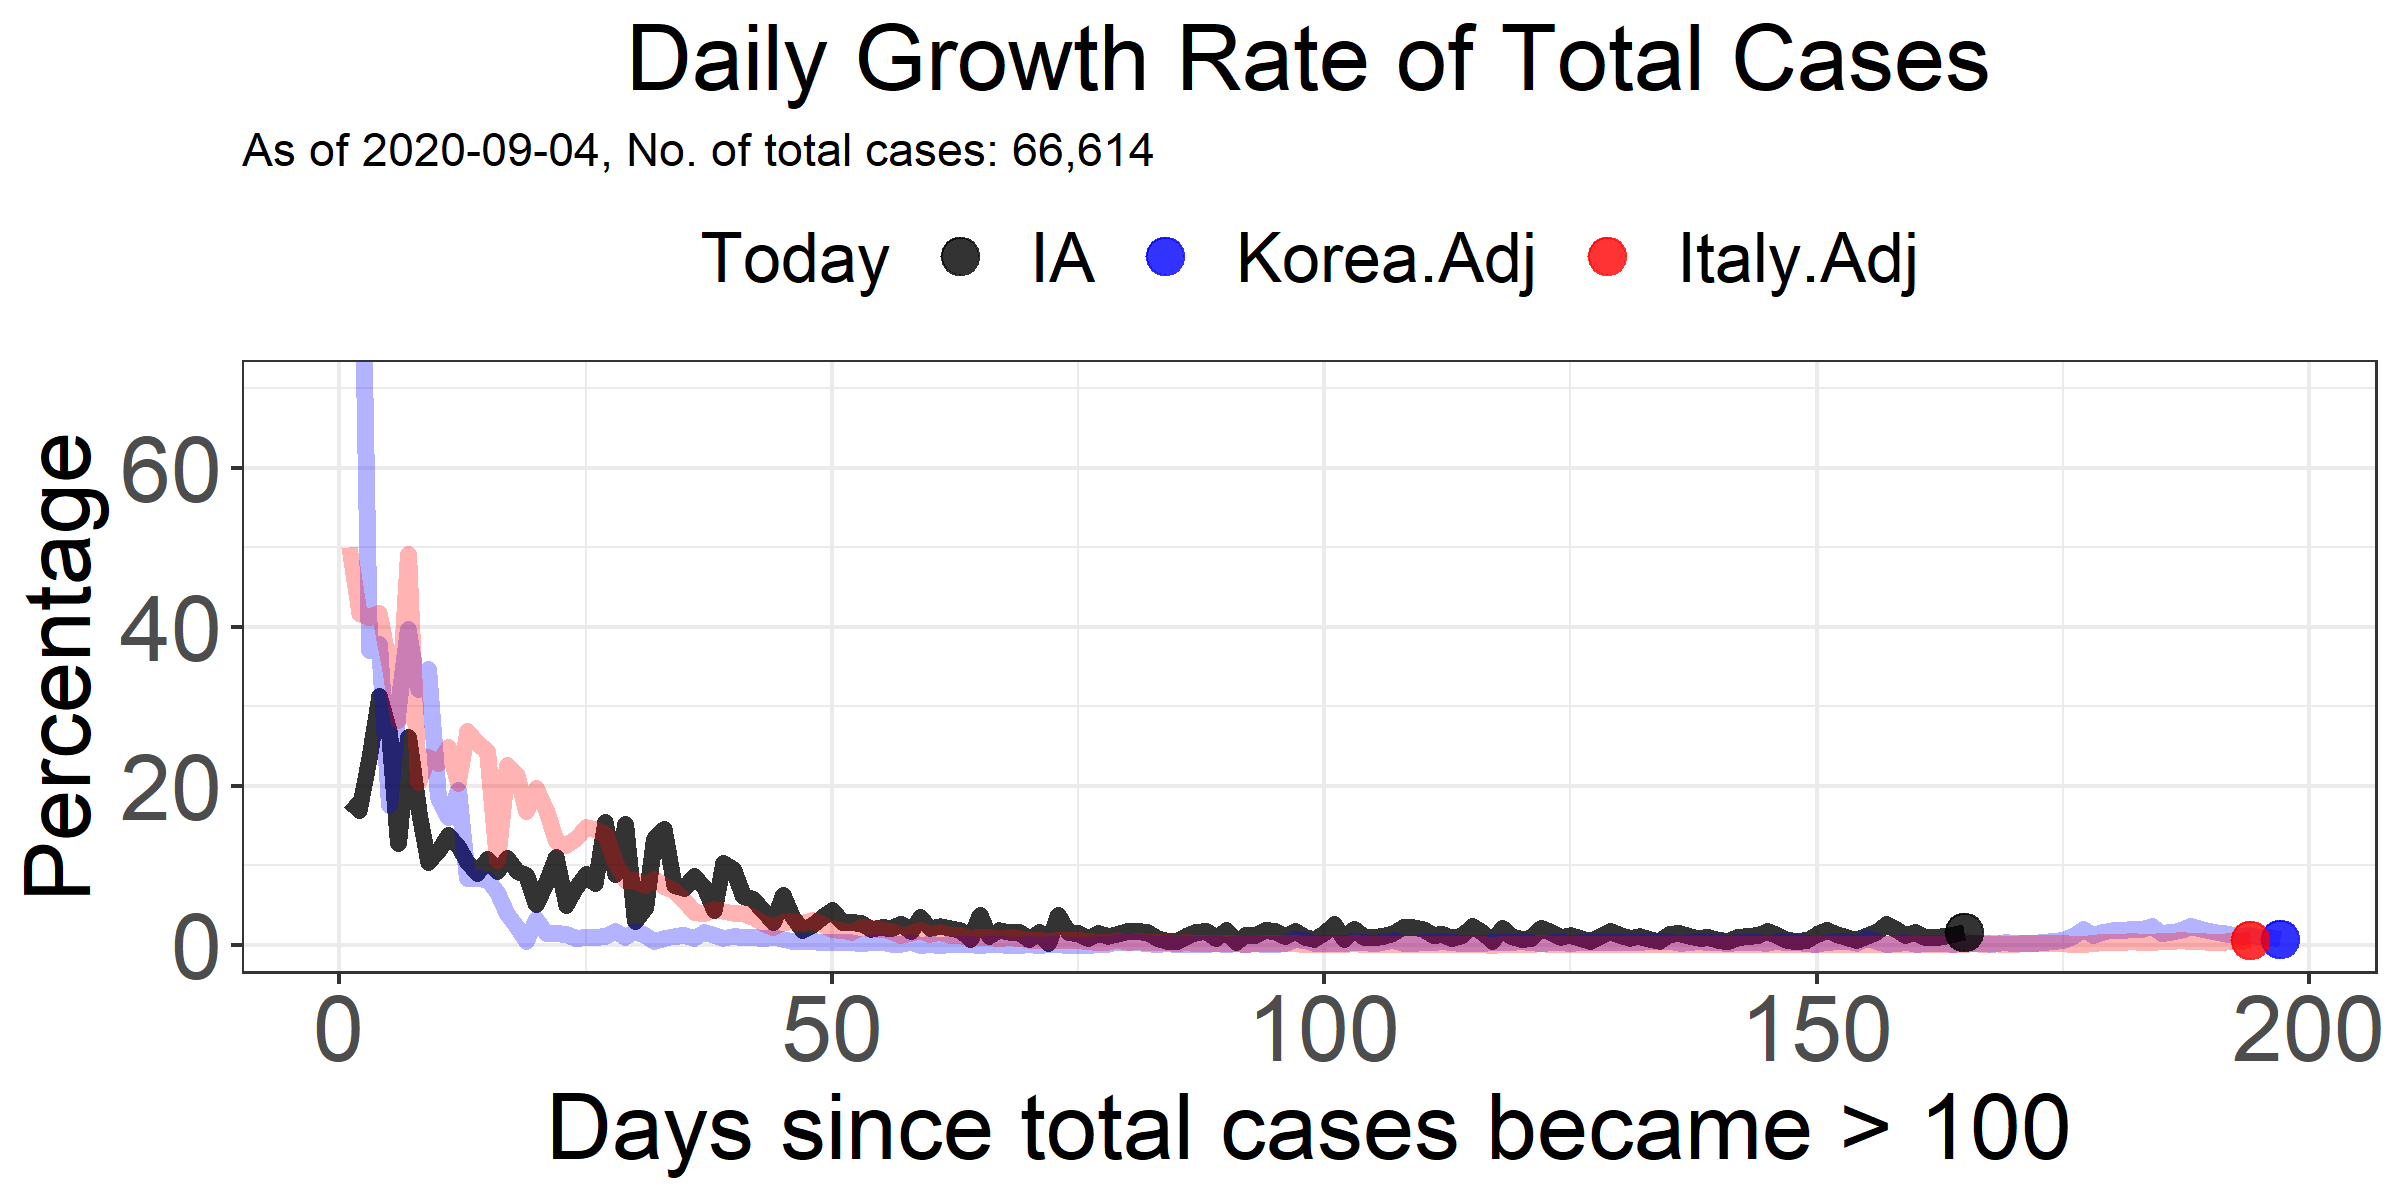 Daily Growth Rate of Total Cases
As of 2020-09-04, No. of total cases: 66,614
Today IA Korea.Adj Italy.Adj
Percentage
60
40
20
0
0 50 100 150 200
Days since total cases became > 100